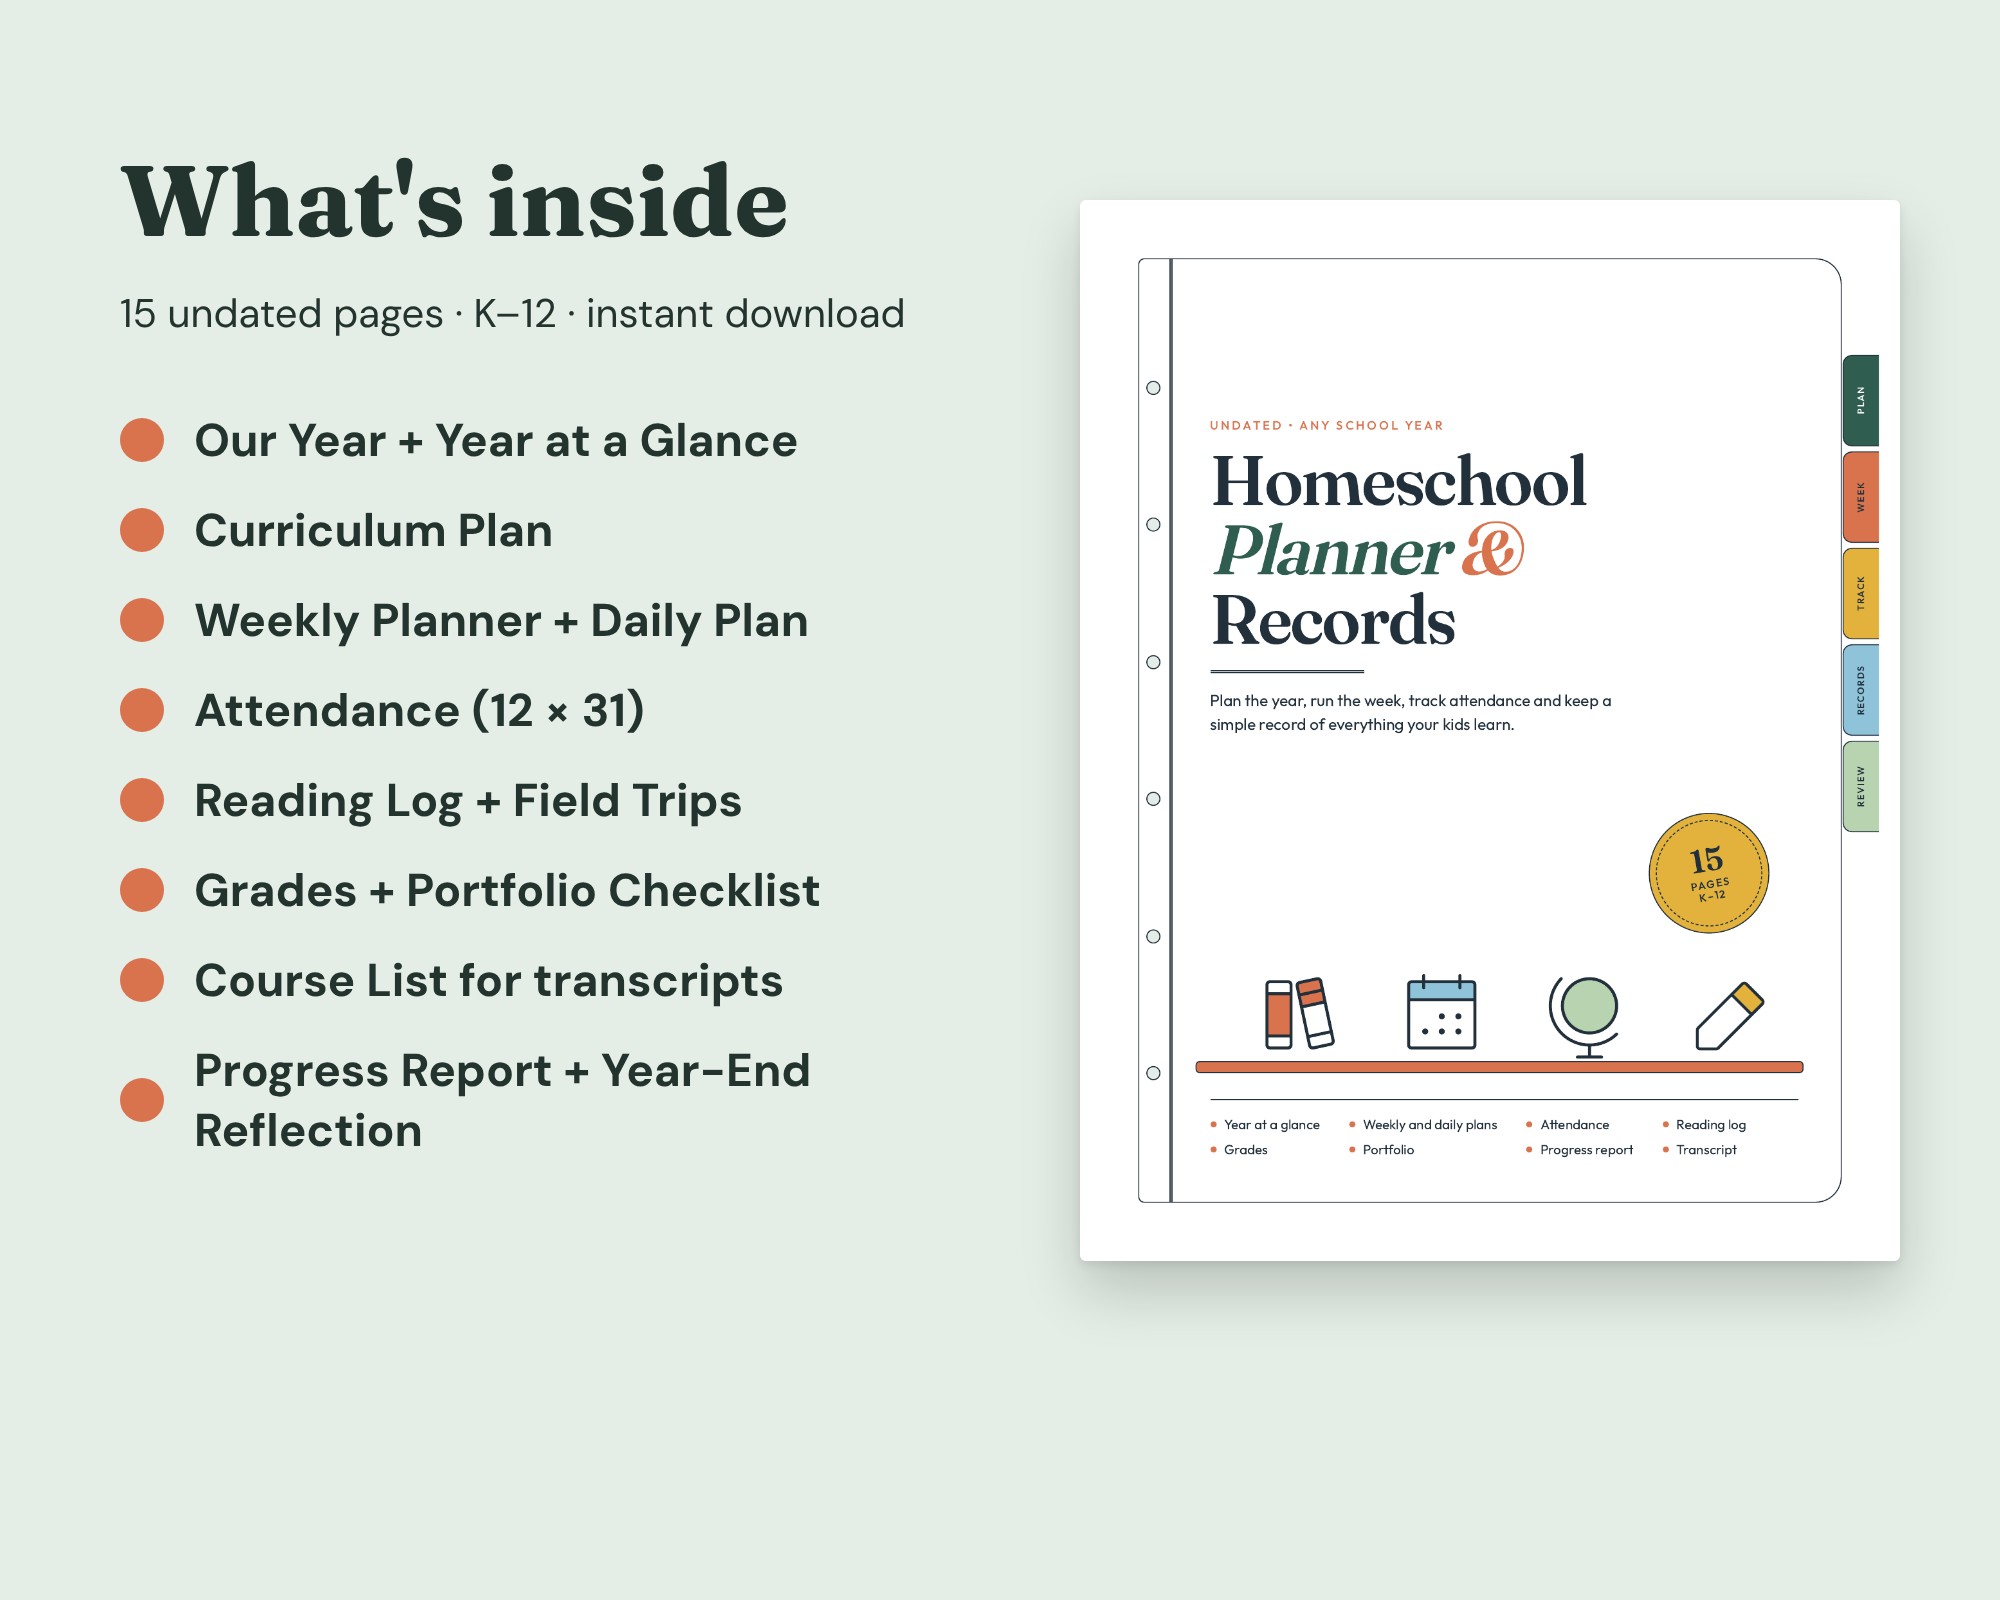 What's inside
15 undated pages · K–12 · instant download
Our Year + Year at a Glance
Curriculum Plan
Weekly Planner + Daily Plan
Attendance (12 × 31)
Reading Log + Field Trips
Grades + Portfolio Checklist
Course List for transcripts
Progress Report + Year-End
Reflection
UNDATED • ANY SCHOOL YEAR
Homeschool
Planner &
Records
Plan the year, run the week, track attendance and keep a
simple record of everything your kids learn.
PLAN
WEEK
TRACK
RECORDS
REVIEW
15
PAGES
K–12
Year at a glance
Weekly and daily plans
Attendance
Reading log
Grades
Portfolio
Progress report
Transcript